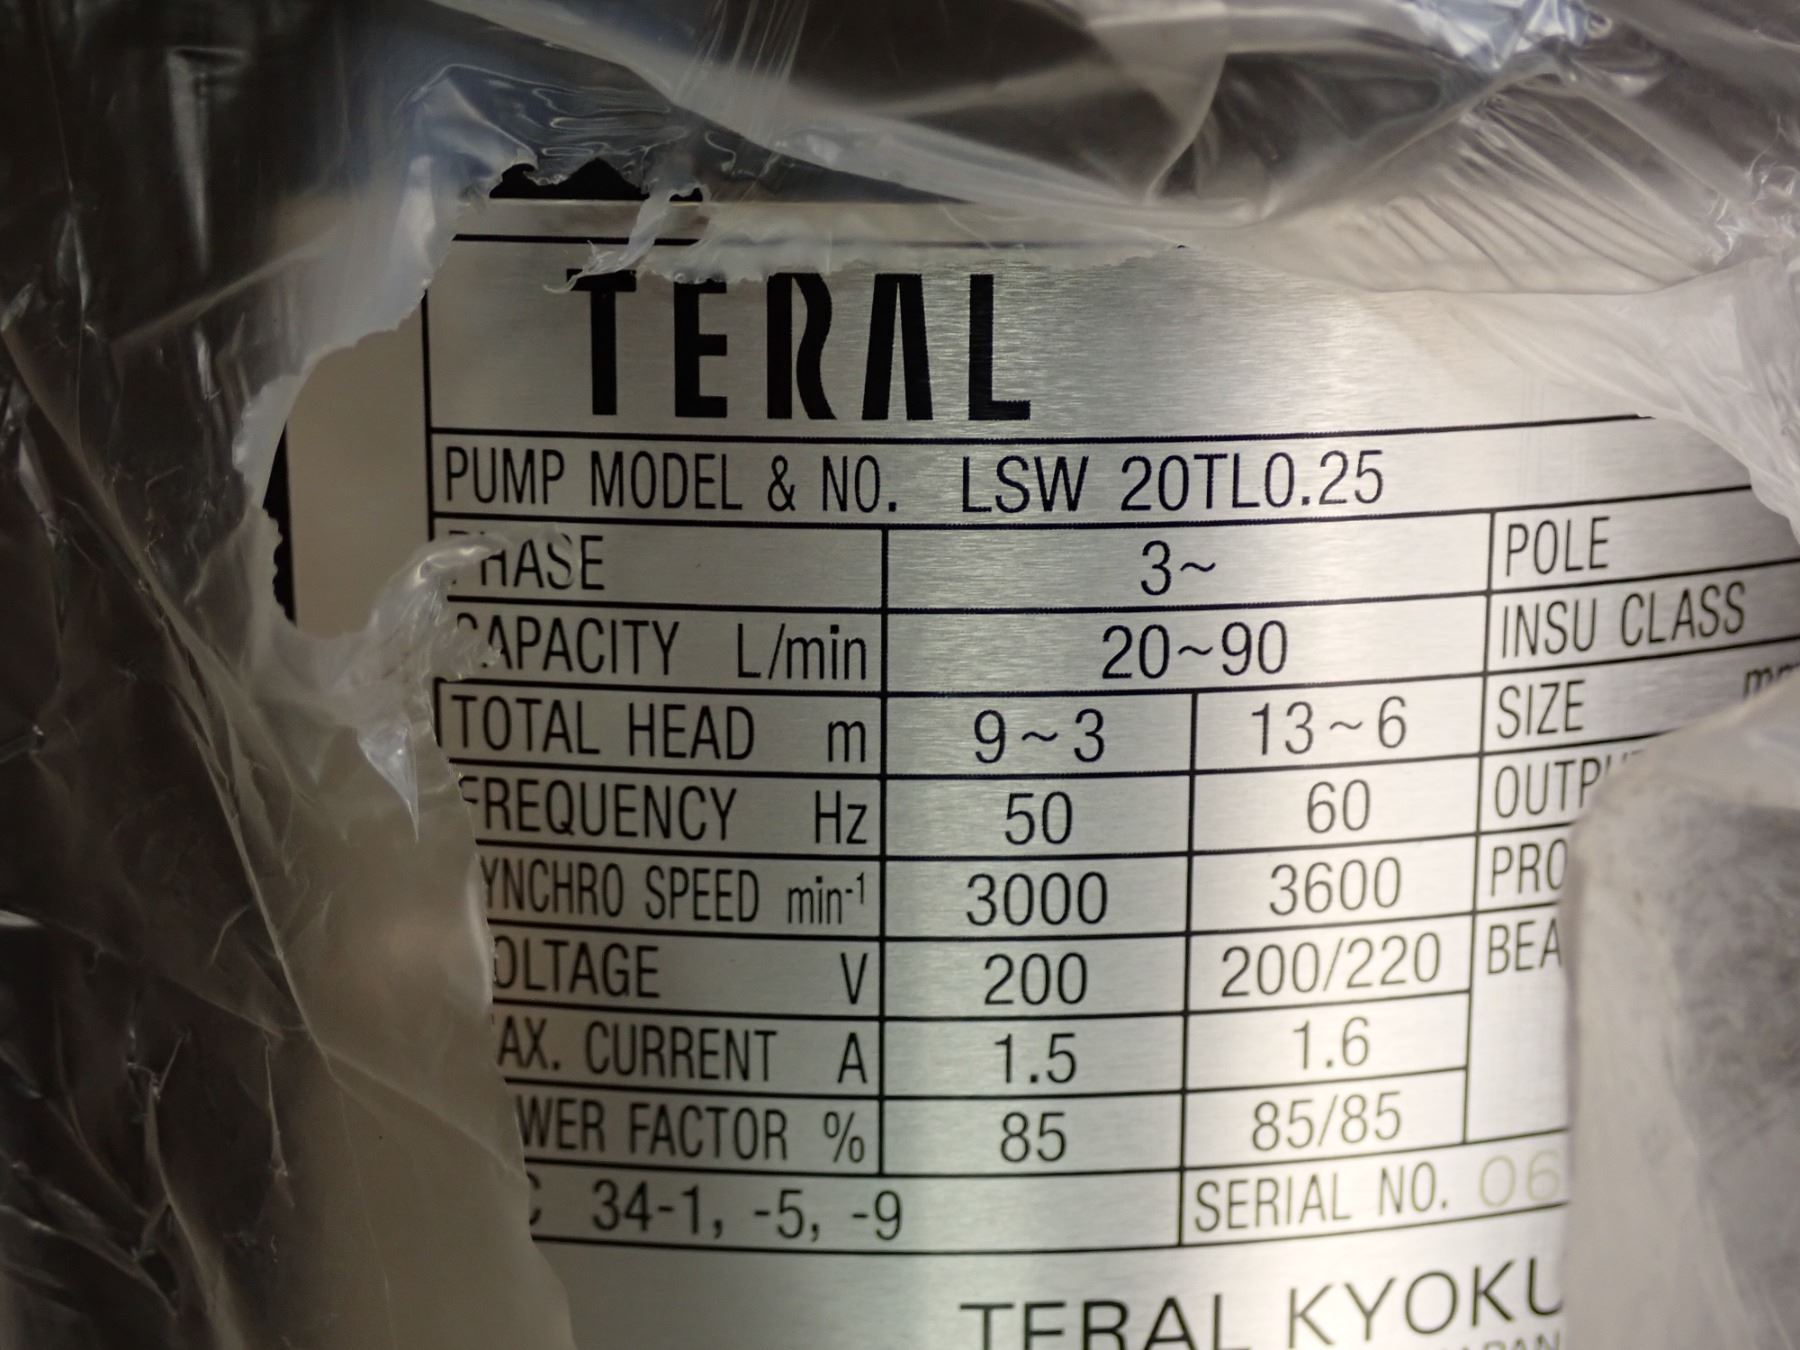 TERAL
PUMP MODEL & NO. LSW 20TL0.25
PHASE 3~ POLE
CAPACITY L/min 20~90 INSU CLASS
TOTAL HEAD m 9~3 13~6 SIZE
FREQUENCY Hz 50 60
SYNCHRO SPEED min-1 3000 3600
VOLTAGE V 200 200/220
MAX. CURRENT A 1.5 1.6
POWER FACTOR % 85 85/85
34-1, -5, -9 SERIAL NO. 06
TERAL